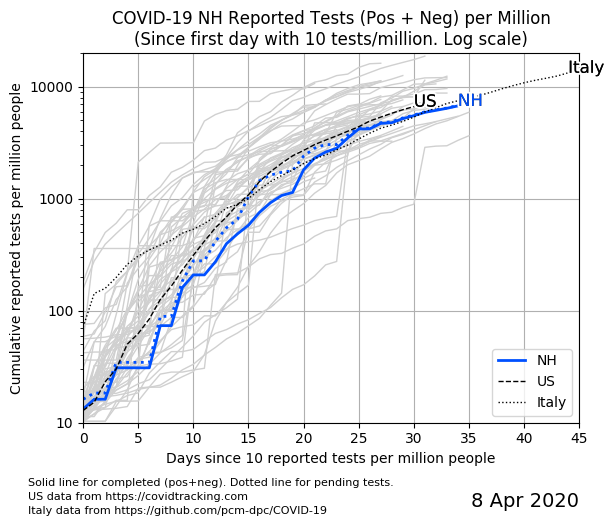 COVID-19 NH Reported Tests (Pos + Neg) per Million
(Since first day with 10 tests/million. Log scale)
Cumulative reported tests per million people
10000
1000
100
10
Italy
US
NH
NH
US
Italy
0 5 10 15 20 25 30 35 40 45
Days since 10 reported tests per million people
Solid line for completed (pos+neg). Dotted line for pending tests.
US data from https://covidtracking.com
Italy data from https://github.com/pcm-dpc/COVID-19
8 Apr 2020